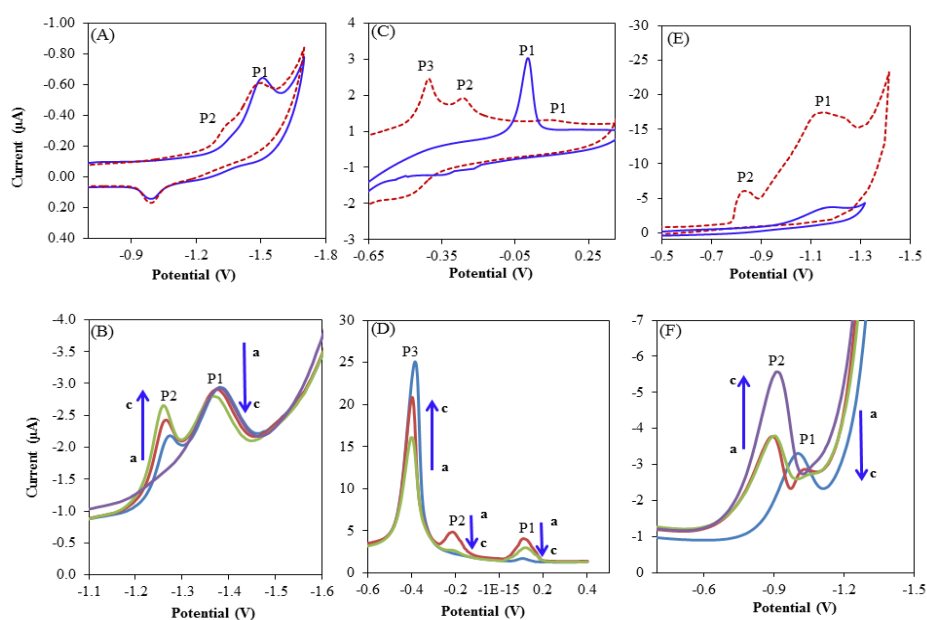 (A)
-1.00
-0.80
-0.60
-0.40
-0.20
0.00
0.20
0.40
Current (µA)
P1
P2
-0.9
-1.2
-1.5
-1.8
Potential (V)
(C)
4
3
1
-1
-2
-3
P3
P2
P1
P1
-0.65
-0.35
-0.05
0.25
Potential (V)
(E)
-30
-25
-20
-15
-10
-5
0
P1
P2
-0.5
-0.7
-0.9
-1.1
-1.3
-1.5
Potential (V)
(B)
-4.0
-3.5
-3.0
-2.5
-2.0
-1.5
-1.0
-0.5
0.0
Current (µA)
P1
P2
a
c
c
a
-1.1
-1.2
-1.3
-1.4
-1.5
-1.6
Potential (V)
(D)
30
25
20
15
10
5
0
P3
c
a
P2
a
c
P1
a
c
-0.6
-0.4
-0.2
-1E-15
0.2
0.4
Potential (V)
(F)
-7
-6
-5
-4
-3
-2
-1
0
P2
c
a
P1
a
c
-0.6
-0.9
-1.2
-1.5
Potential (V)